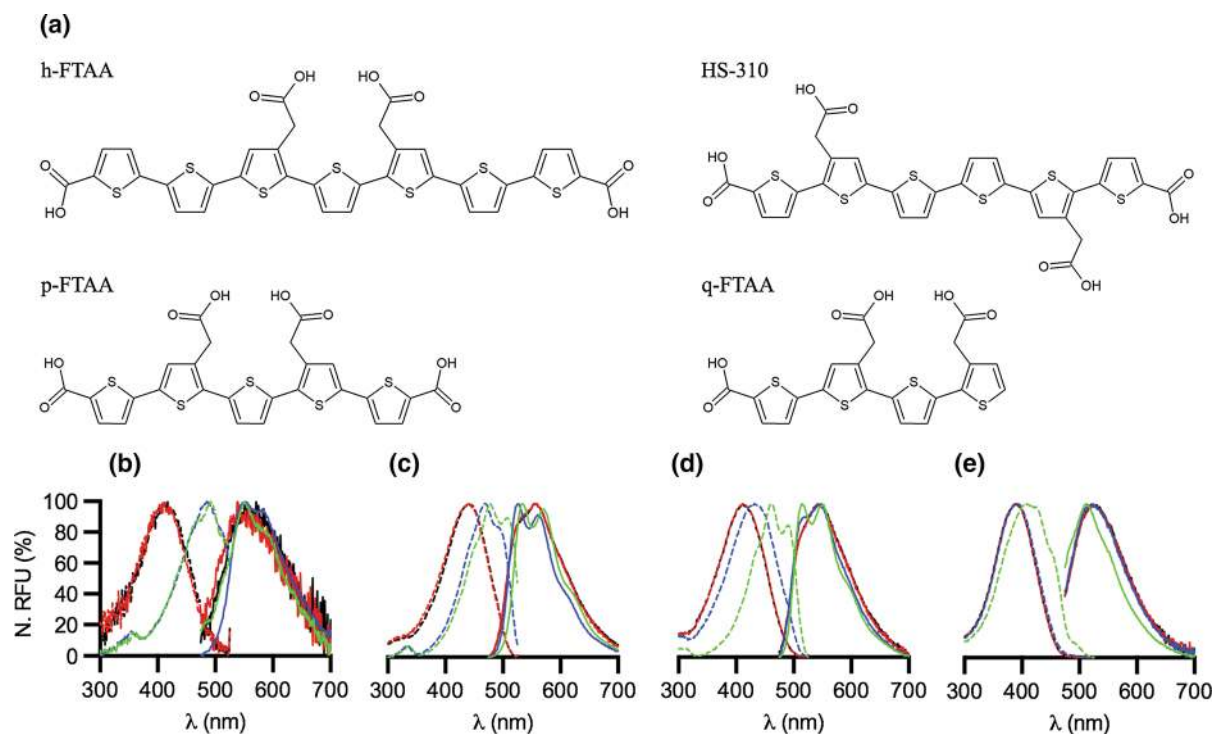 (a)
h-FTAA
HS-310
OH HO
O O
HO
O
O S S S S S S S O
HO OH
O
HO
S S S S S S
O
OH
O
OH
p-FTAA
q-FTAA
OH HO
O O
OH HO
O O
HO
O S S S S S OH
O
HO
O S S S S
(b) (c) (d) (e)
N. RFU (%)
100
80
60
40
20
0
300 400 500 600 700 300 400 500 600 700 300 400 500 600 700 300 400 500 600 700
λ (nm) λ (nm) λ (nm) λ (nm)